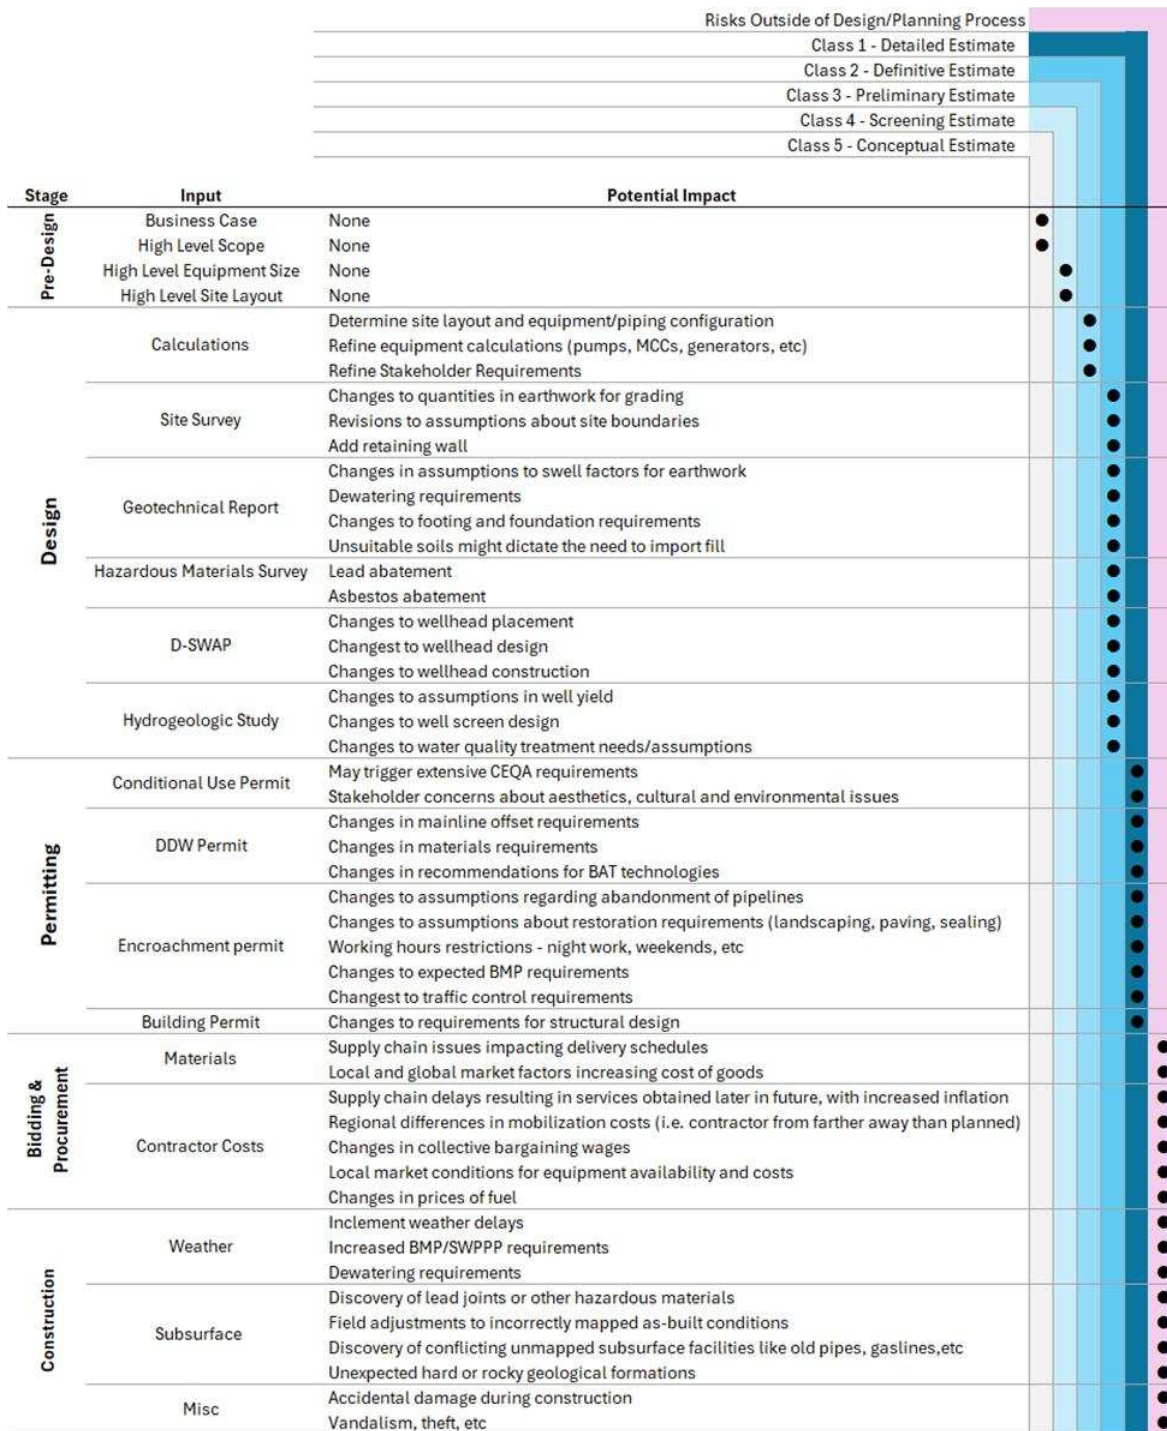 Risks Outside of Design/Planning Process
Class 1 - Detailed Estimate
Class 2 - Definitive Estimate
Class 3 - Preliminary Estimate
Class 4 - Screening Estimate
Class 5 - Conceptual Estimate
Stage Input Potential Impact
Pre-Design
Business Case None
High Level Scope None
High Level Equipment Size None
High Level Site Layout None
Design
Calculations
Determine site layout and equipment/piping configuration
Refine equipment calculations (pumps, MCCs, generators, etc)
Refine Stakeholder Requirements
Site Survey
Changes to quantities in earthwork for grading
Revisions to assumptions about site boundaries
Add retaining wall
Geotechnical Report
Changes in assumptions to swell factors for earthwork
Dewatering requirements
Changes to footing and foundation requirements
Unsuitable soils might dictate the need to import fill
Hazardous Materials Survey
Lead abatement
Asbestos abatement
D-SWAP
Changes to wellhead placement
Changest to wellhead design
Changes to wellhead construction
Hydrogeologic Study
Changes to assumptions in well yield
Changes to well screen design
Changes to water quality treatment needs/assumptions
Permitting
Conditional Use Permit
May trigger extensive CEQA requirements
Stakeholder concerns about aesthetics, cultural and environmental issues
DDW Permit
Changes in mainline offset requirements
Changes in materials requirements
Changes in recommendations for BAT technologies
Encroachment permit
Changes to assumptions regarding abandonment of pipelines
Changes to assumptions about restoration requirements (landscaping, paving, sealing)
Working hours restrictions - night work, weekends, etc
Changes to expected BMP requirements
Changest to traffic control requirements
Building Permit
Changes to requirements for structural design
Bidding &
Procurement
Materials
Supply chain issues impacting delivery schedules
Local and global market factors increasing cost of goods
Contractor Costs
Supply chain delays resulting in services obtained later in future, with increased inflation
Regional differences in mobilization costs (i.e. contractor from farther away than planned)
Changes in collective bargaining wages
Local market conditions for equipment availability and costs
Changes in prices of fuel
Construction
Weather
Inclement weather delays
Increased BMP/SWPPP requirements
Dewatering requirements
Subsurface
Discovery of lead joints or other hazardous materials
Field adjustments to incorrectly mapped as-built conditions
Discovery of conflicting unmapped subsurface facilities like old pipes, gaslines,etc
Unexpected hard or rocky geological formations
Misc
Accidental damage during construction
Vandalism, theft, etc